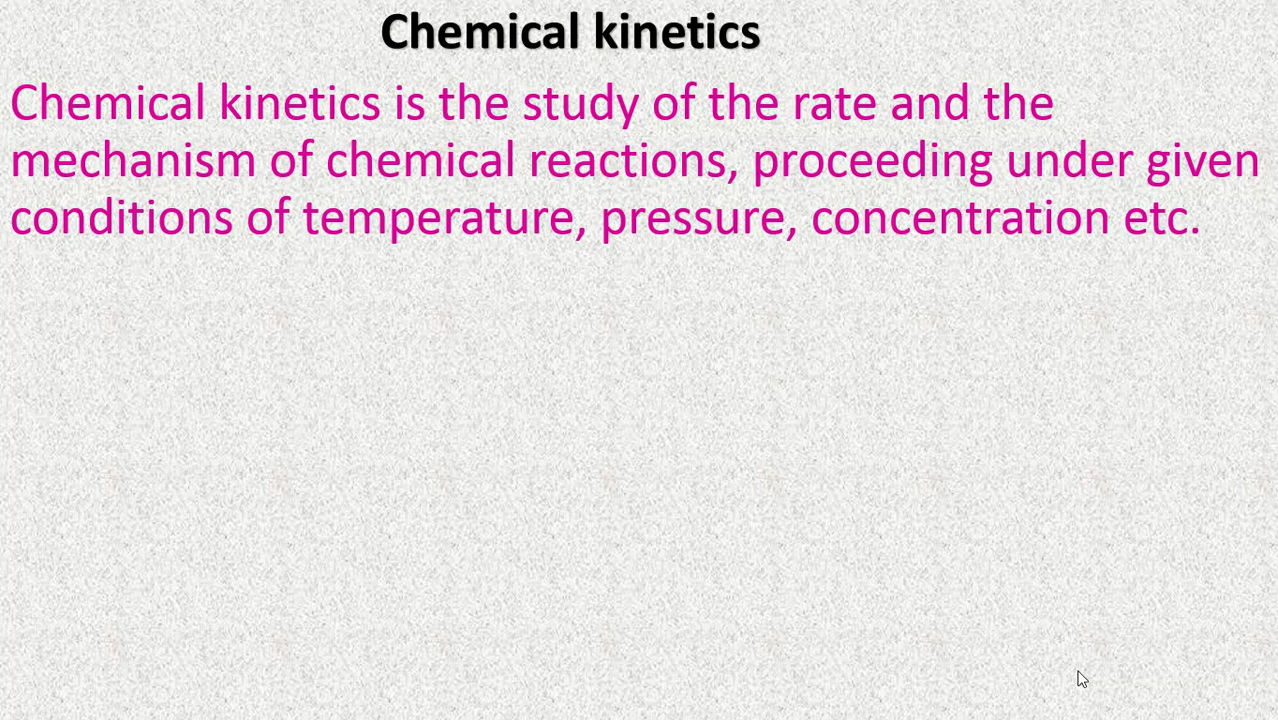 Chemical kinetics
Chemical kinetics is the study of the rate and the
mechanism of chemical reactions, proceeding under given
conditions of temperature, pressure, concentration etc.